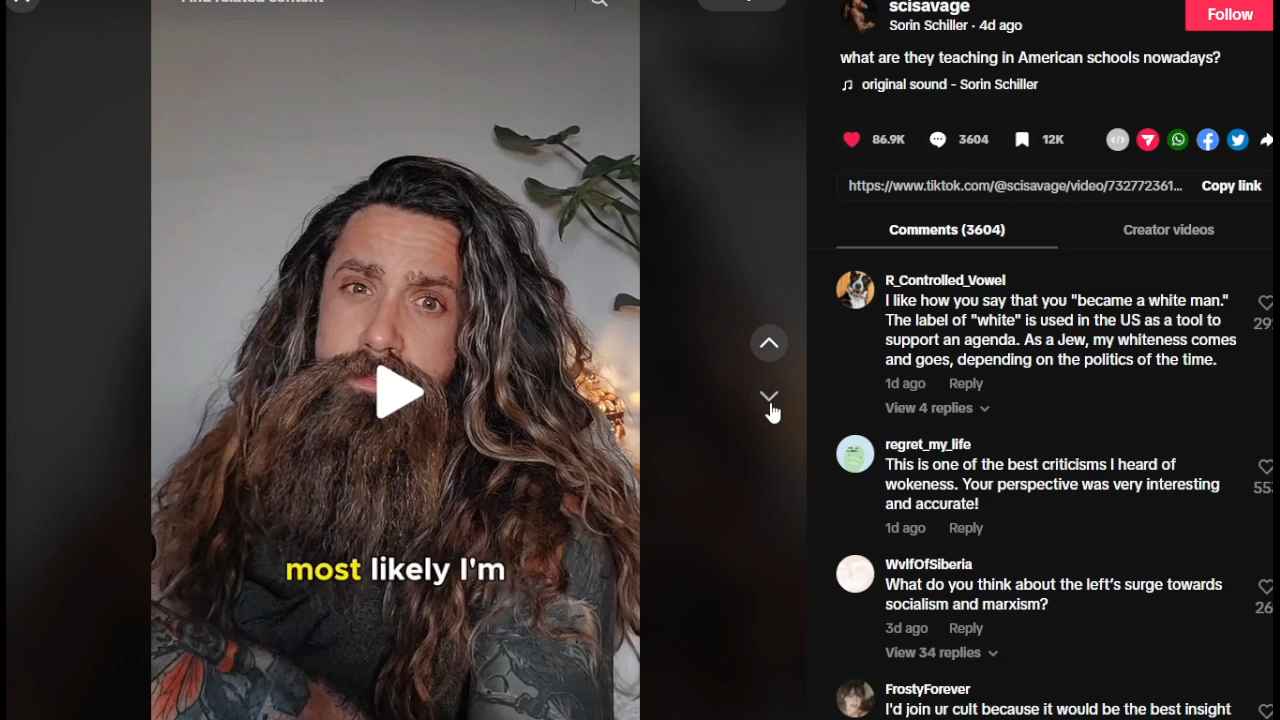 scisavage
Sorin Schiller · 4d ago
Follow
what are they teaching in American schools nowadays?
original sound - Sorin Schiller
86.9K
3604
12K
https://www.tiktok.com/@scisavage/video/732772361...
Copy link
Comments (3604)
Creator videos
R_Controlled_Vowel
I like how you say that you "became a white man."
The label of "white" is used in the US as a tool to
support an agenda. As a Jew, my whiteness comes
and goes, depending on the politics of the time.
1d ago
Reply
View 4 replies
regret_my_life
This is one of the best criticisms I heard of
wokeness. Your perspective was very interesting
and accurate!
1d ago
Reply
WvlfOfSiberia
What do you think about the left's surge towards
socialism and marxism?
3d ago
Reply
View 34 replies
FrostyForever
I'd join ur cult because it would be the best insight
most likely I'm